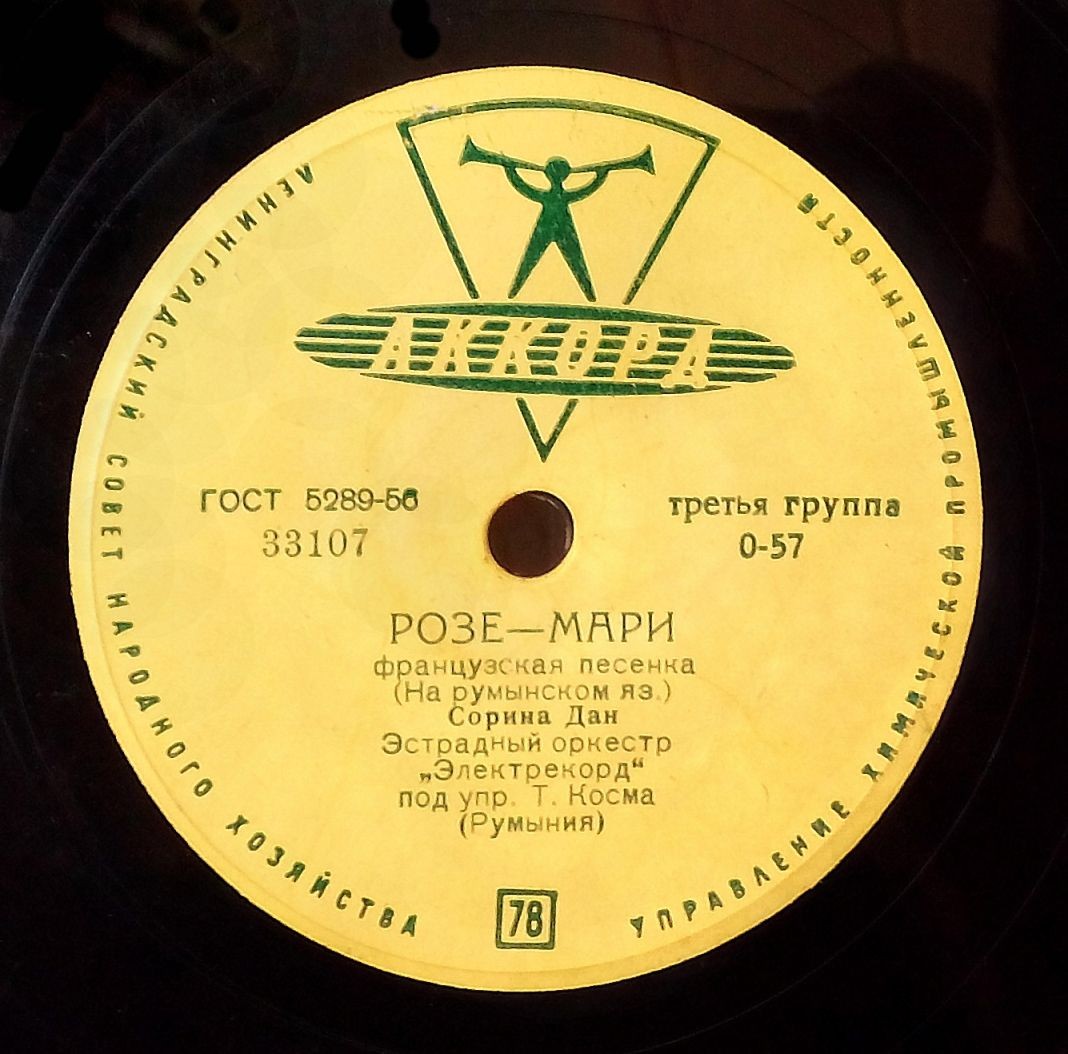 АККОРД
ЛЕНИНГРАДСКИЙ СОВЕТ НАРОДНОГО ХОЗЯЙСТВА
УПРАВЛЕНИЕ ХИМИЧЕСКОЙ ПРОМЫШЛЕННОСТИ
ГОСТ 5289-56
33107
третья группа
0-57
РОЗЕ—МАРИ
французская песенка
(На румынском яз.)
Сорина Дан
Эстрадный оркестр
„Электрекорд“
под упр. Т. Косма
(Румыния)
78